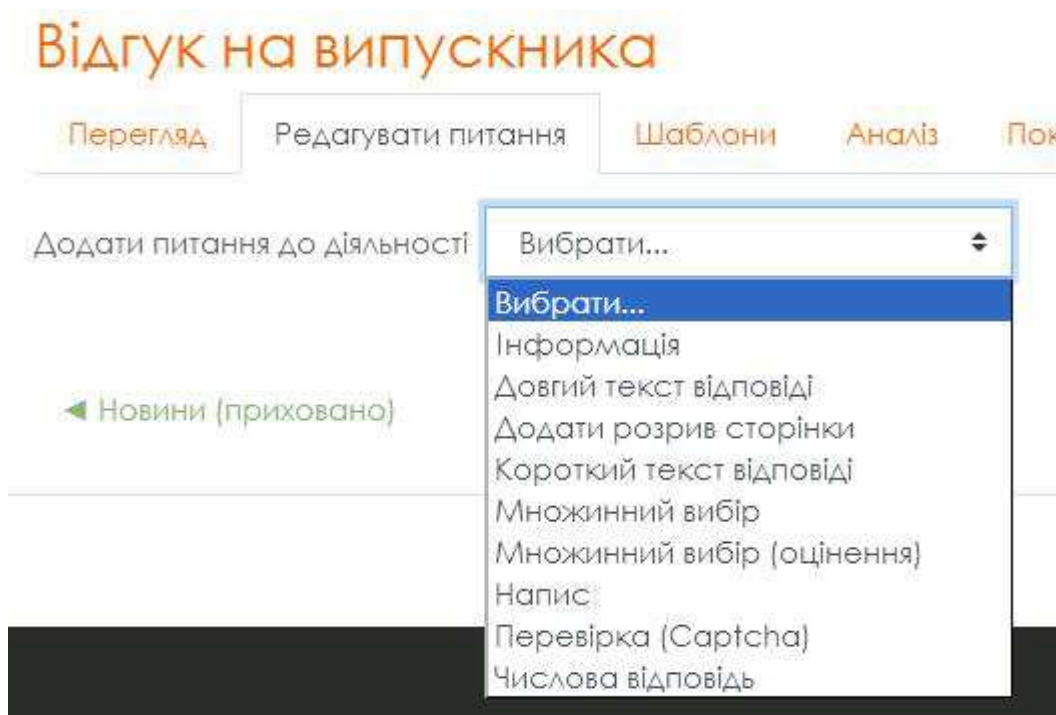 Відгук на випускника
Перегляд Редагувати питання Шаблони Аналіз
Додати питання до діяльності Вибрати...
Вибрати...
Інформація
Довгий текст відповіді
◄ Новини (приховано) Додати розрив сторінки
Короткий текст відповіді
Множинний вибір
Множинний вибір (оцінення)
Напис
Перевірка (Captcha)
Числова відповідь